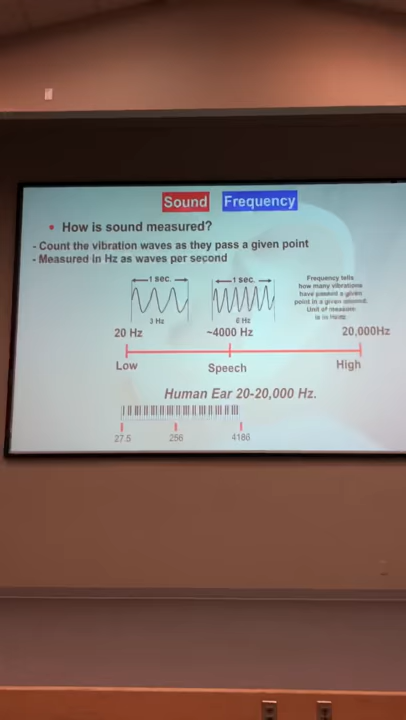 Sound Frequency
• How is sound measured?
- Count the vibration waves as they pass a given point
- Measured in Hz as waves per second
1 sec. 1 sec.
3 Hz 6 Hz
Frequency tells
how many vibrations
have passed a given
point in a given amount.
Unit of measure
is in Hertz
20 Hz ~4000 Hz 20,000Hz
Low Speech High
Human Ear 20-20,000 Hz.
27.5 256 4186